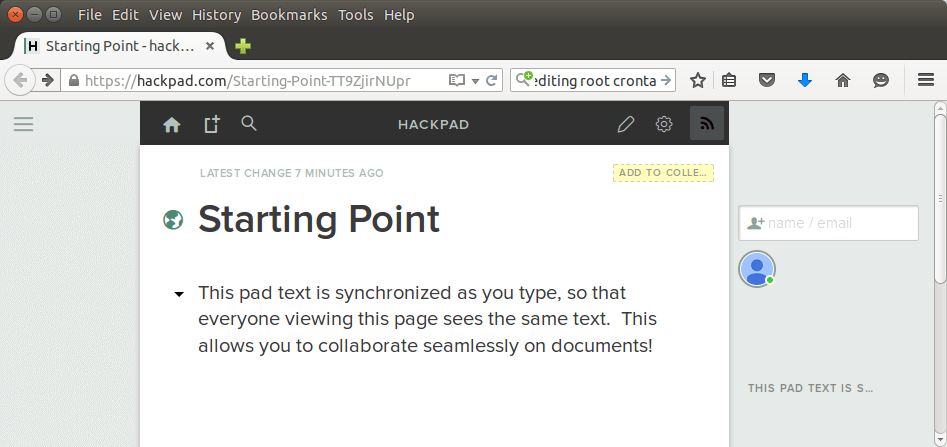 File Edit View History Bookmarks Tools Help
Starting Point - hack...
https://hackpad.com/Starting-Point-TT9ZjirNUpr
editing root cronta
HACKPAD
LATEST CHANGE 7 MINUTES AGO
ADD TO COLLE...
Starting Point
name / email
This pad text is synchronized as you type, so that
everyone viewing this page sees the same text.  This
allows you to collaborate seamlessly on documents!
THIS PAD TEXT IS S...